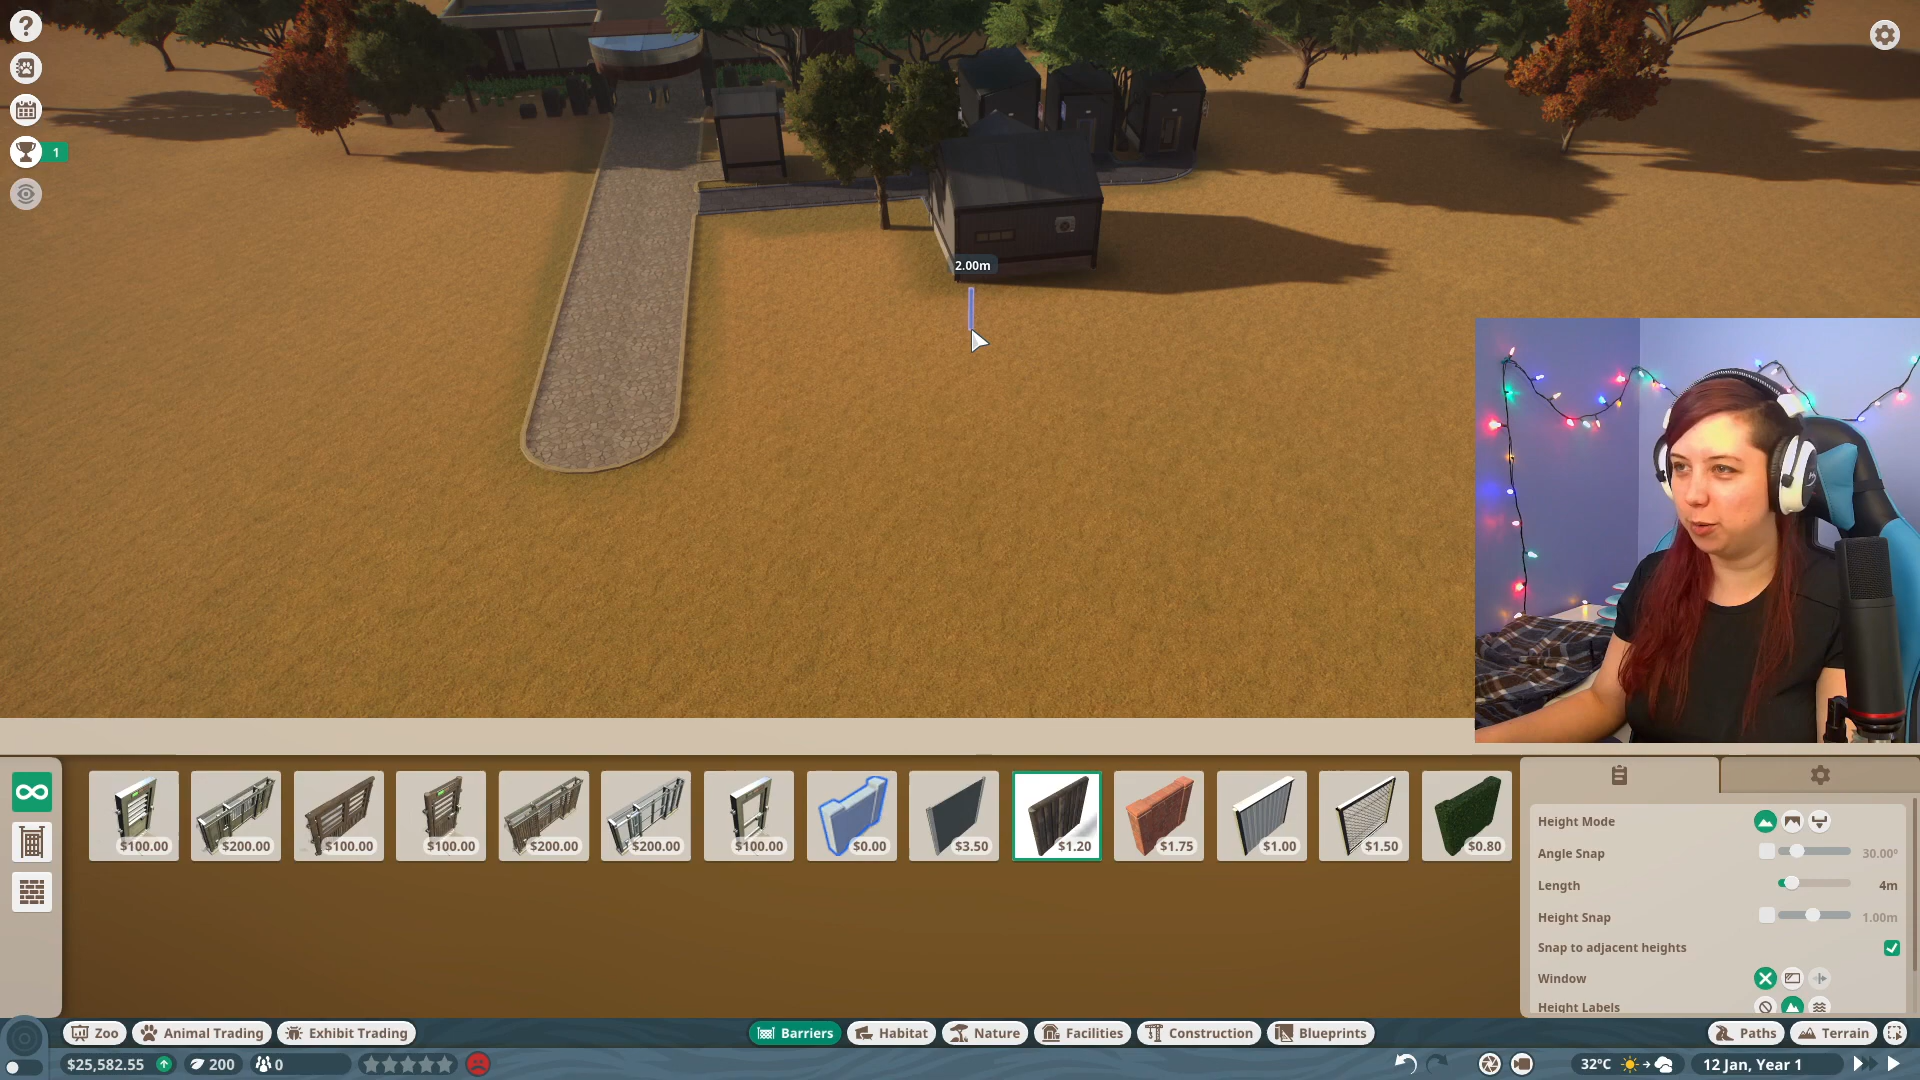 ?
1
2.00m
$100.00 $200.00 $100.00 $100.00 $200.00 $200.00 $100.00 $0.00 $3.50 $1.20 $1.75 $1.00 $1.50 $0.80
Height Mode
Angle Snap 30.00°
Length 4m
Height Snap 1.00m
Snap to adjacent heights
Window
Height Labels
Zoo Animal Trading Exhibit Trading Barriers Habitat Nature Facilities Construction Blueprints Paths Terrain
$25,582.55 200 0 32°C 12 Jan, Year 1